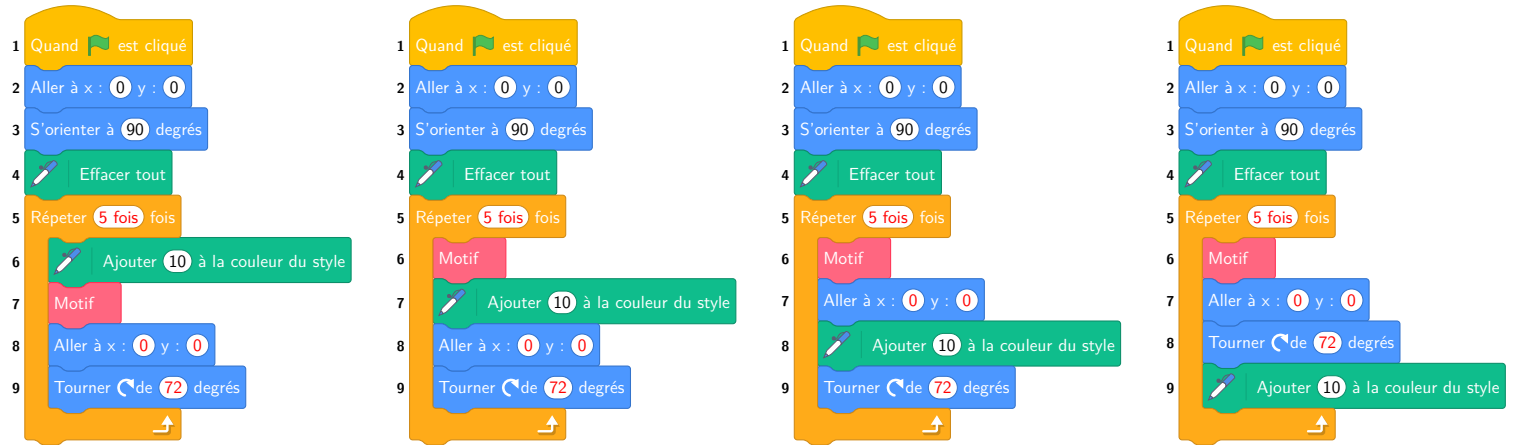 1 Quand est cliqué
2 Aller à x : 0 y : 0
3 S'orienter à 90 degrés
4 Effacer tout
5 Répeter 5 fois fois
6 Ajouter 10 à la couleur du style
7 Motif
8 Aller à x : 0 y : 0
9 Tourner de 72 degrés
1 Quand est cliqué
2 Aller à x : 0 y : 0
3 S'orienter à 90 degrés
4 Effacer tout
5 Répeter 5 fois fois
6 Motif
7 Ajouter 10 à la couleur du style
8 Aller à x : 0 y : 0
9 Tourner de 72 degrés
1 Quand est cliqué
2 Aller à x : 0 y : 0
3 S'orienter à 90 degrés
4 Effacer tout
5 Répeter 5 fois fois
6 Motif
7 Aller à x : 0 y : 0
8 Ajouter 10 à la couleur du style
9 Tourner de 72 degrés
1 Quand est cliqué
2 Aller à x : 0 y : 0
3 S'orienter à 90 degrés
4 Effacer tout
5 Répeter 5 fois fois
6 Motif
7 Aller à x : 0 y : 0
8 Tourner de 72 degrés
9 Ajouter 10 à la couleur du style